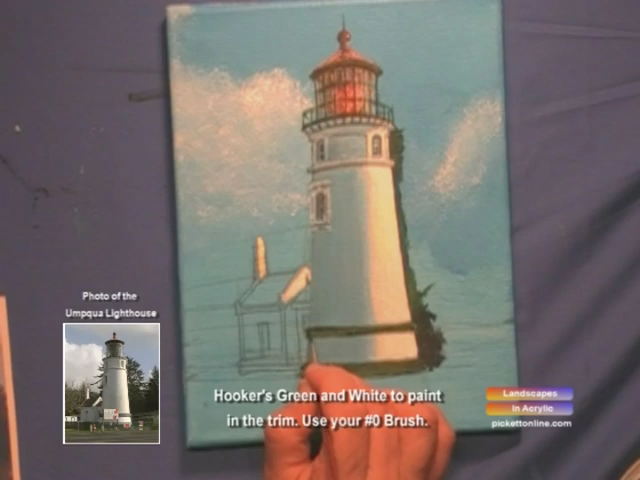 Photo of the
Umpqua Lighthouse
Hooker's Green and White to paint
in the trim. Use your #0 Brush.
Landscapes
In Acrylic
pickettonline.com